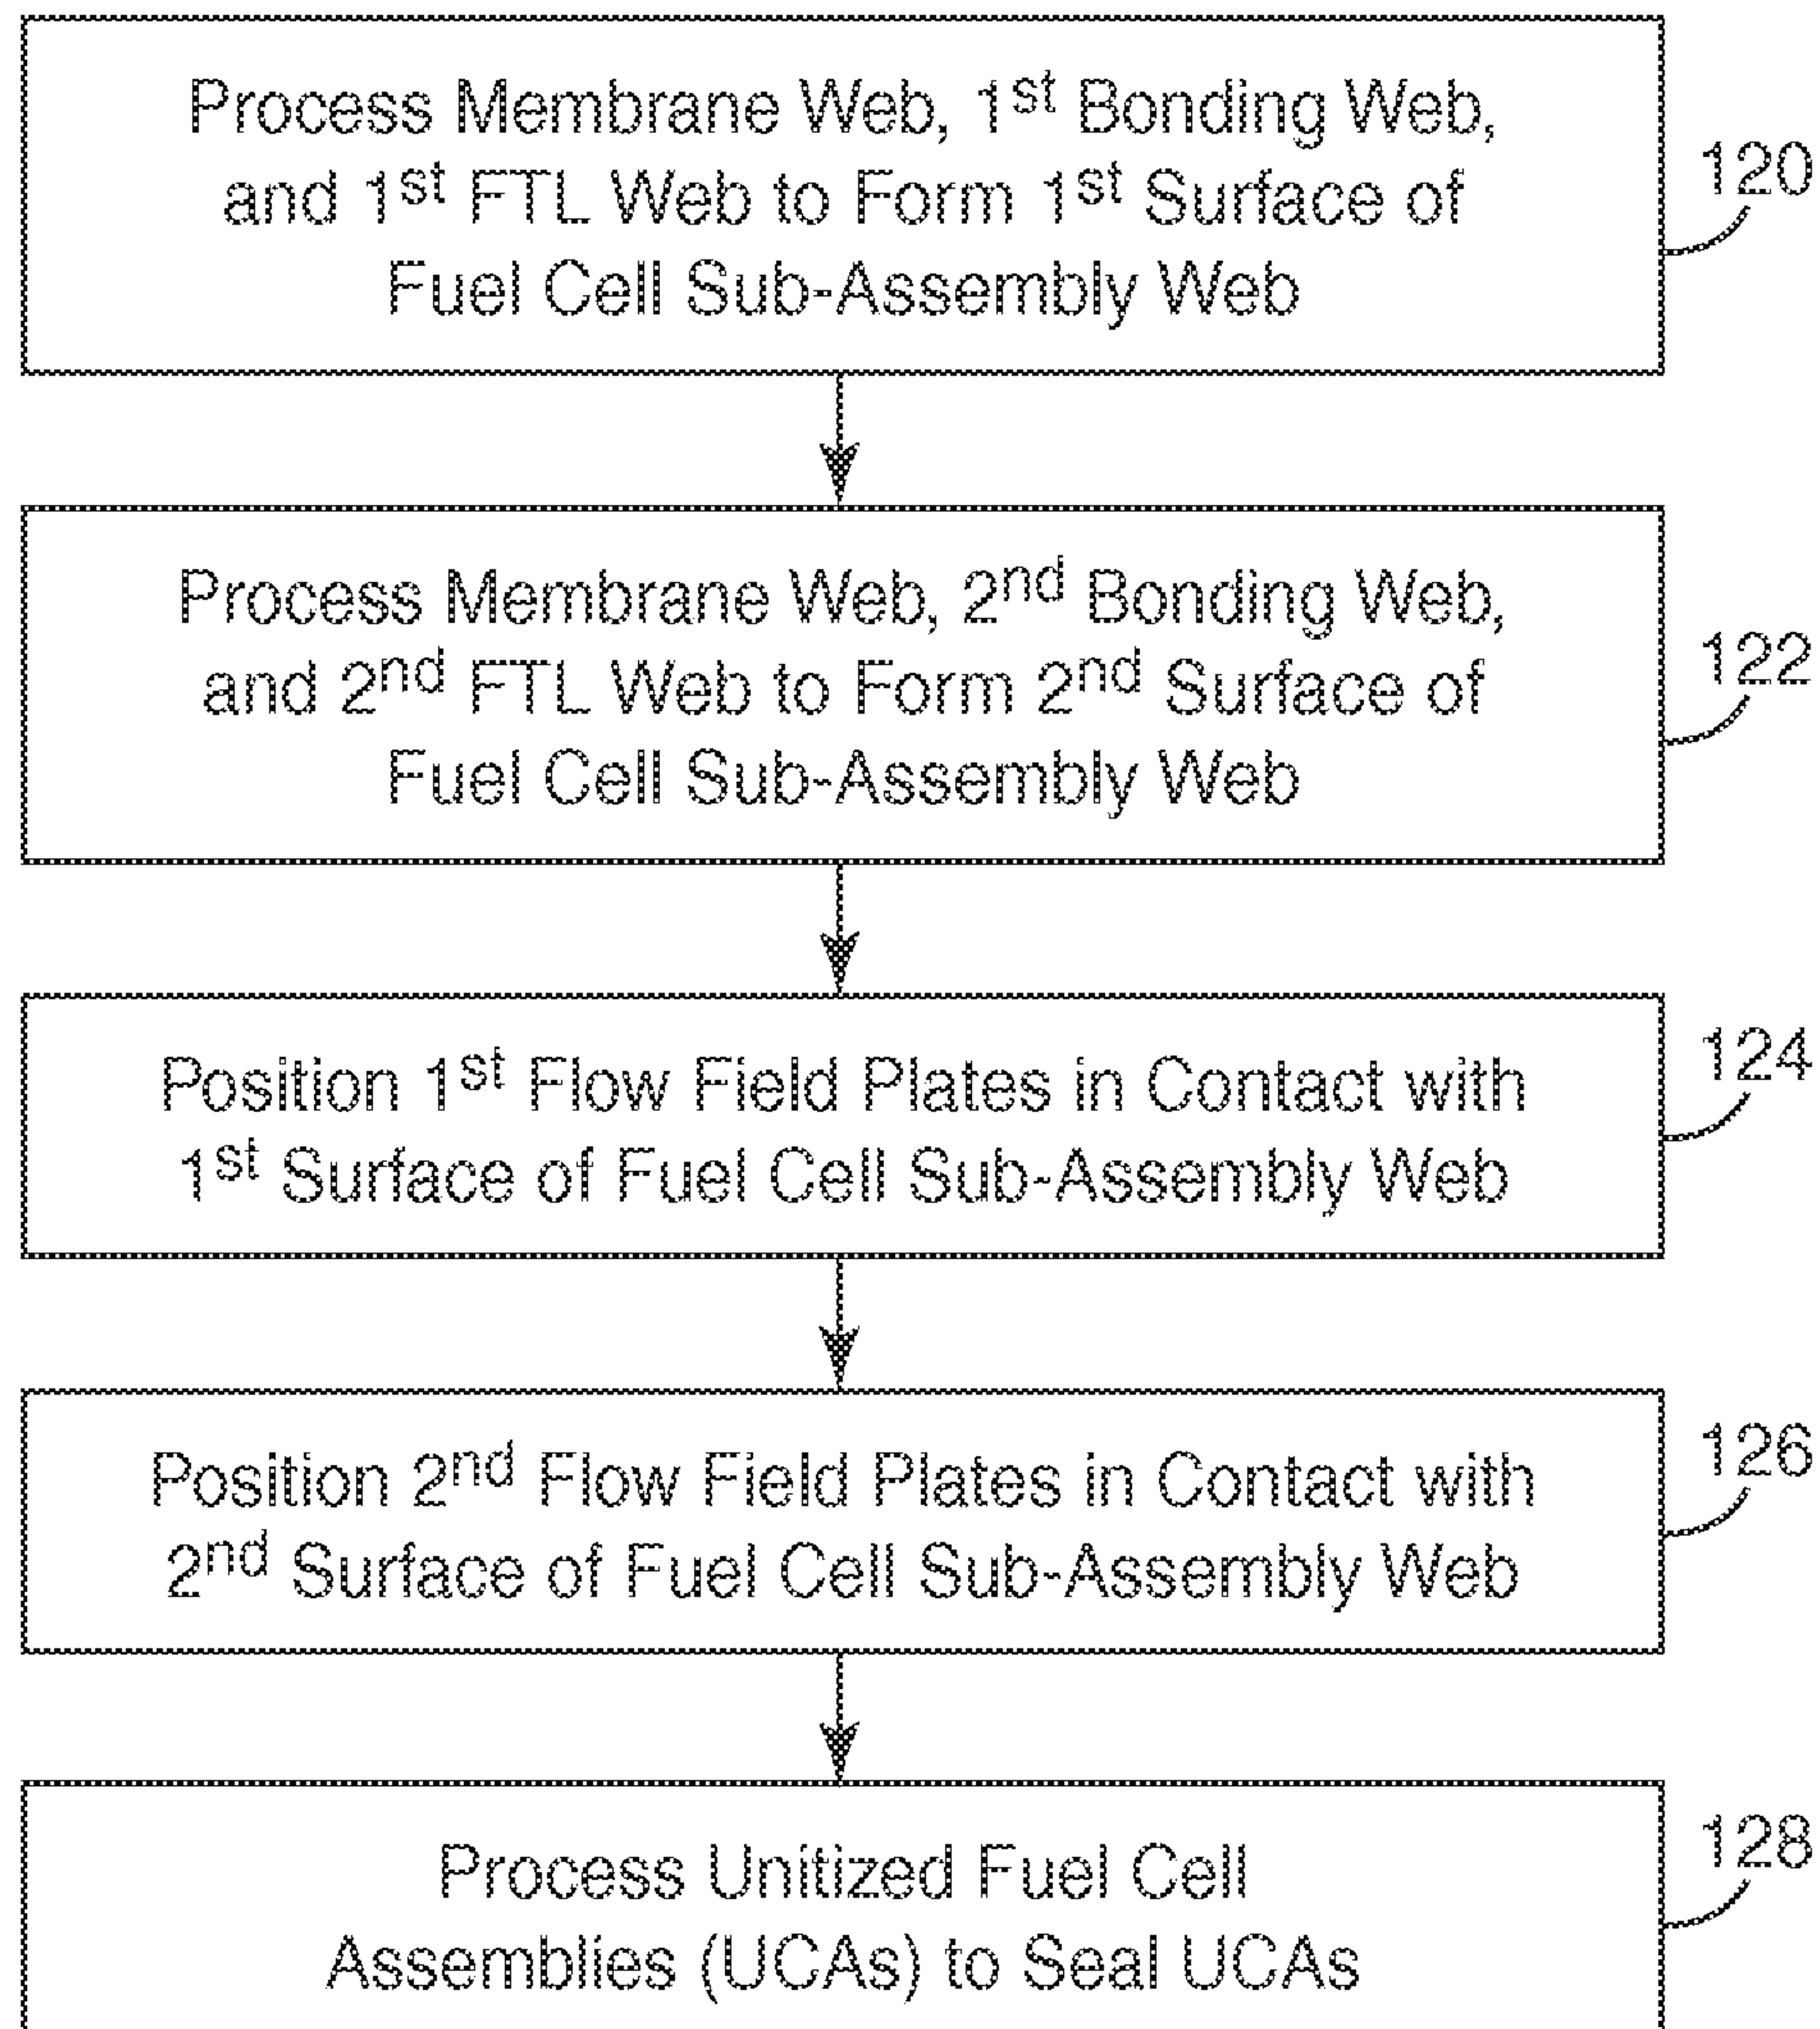 Process Membrane Web, 1st Bonding Web,
and 1st FTL Web to Form 1st Surface of
Fuel Cell Sub-Assembly Web
120
Process Membrane Web, 2nd Bonding Web,
and 2nd FTL Web to Form 2nd Surface of
Fuel Cell Sub-Assembly Web
122
Position 1st Flow Field Plates in Contact with
1st Surface of Fuel Cell Sub-Assembly Web
124
Position 2nd Flow Field Plates in Contact with
2nd Surface of Fuel Cell Sub-Assembly Web
126
Process Unitized Fuel Cell
Assemblies (UCAs) to Seal UCAs
128